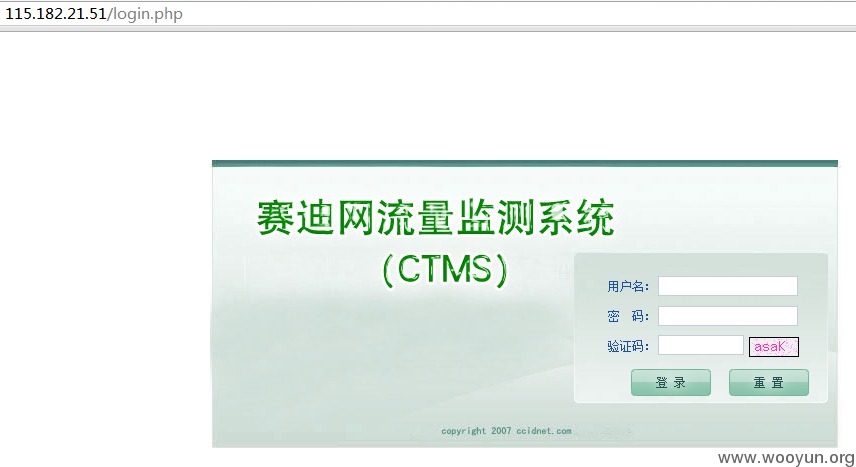 115.182.21.51/login.php
赛迪网流量监测系统
(CTMS)
用户名：
密 码：
验证码： asaK
登 录 重 置
copyright 2007 ccidnet.com
www.wooyun.org